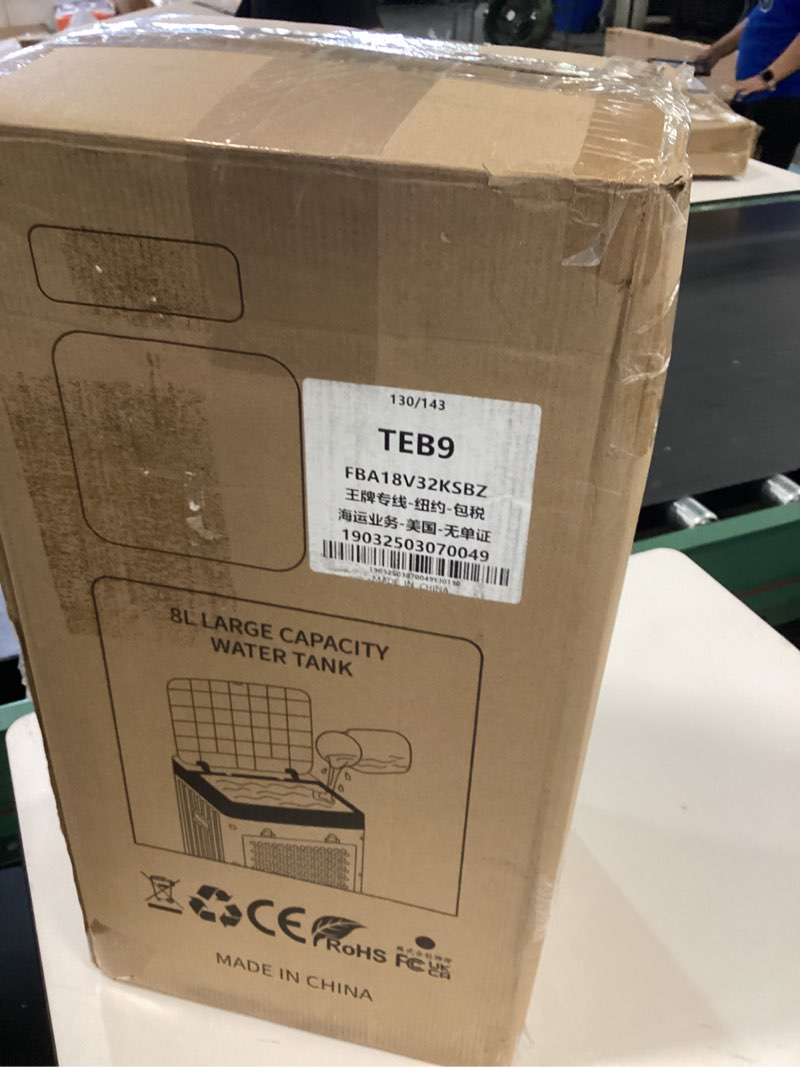 130/143
TEB9
FBA18V32KSBZ
王牌专线-纽约-包税
海运业务-美国-无单证
19032503070049
MADE IN CHINA
8L LARGE CAPACITY
WATER TANK
CE
RoHS
FC
UK
CA
MADE IN CHINA